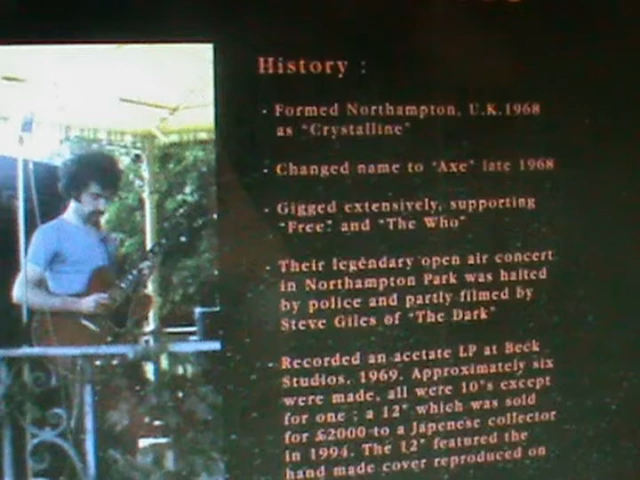 History :
- Formed Northampton, U.K.1968
as "Crystalline"
- Changed name to "Axe" late 1968
- Gigged extensively, supporting
"Free" and "The Who"
- Their legendary open air concert
in Northampton Park was halted
by police and partly filmed by
Steve Giles of "The Dark"
- Recorded an acetate LP at Beck
Studios, 1969. Approximately six
were made, all were 10"s except
for one ; a 12" which was sold
for £2000 to a Japenese collector
in 1994. The 12" featured the
hand made cover reproduced on